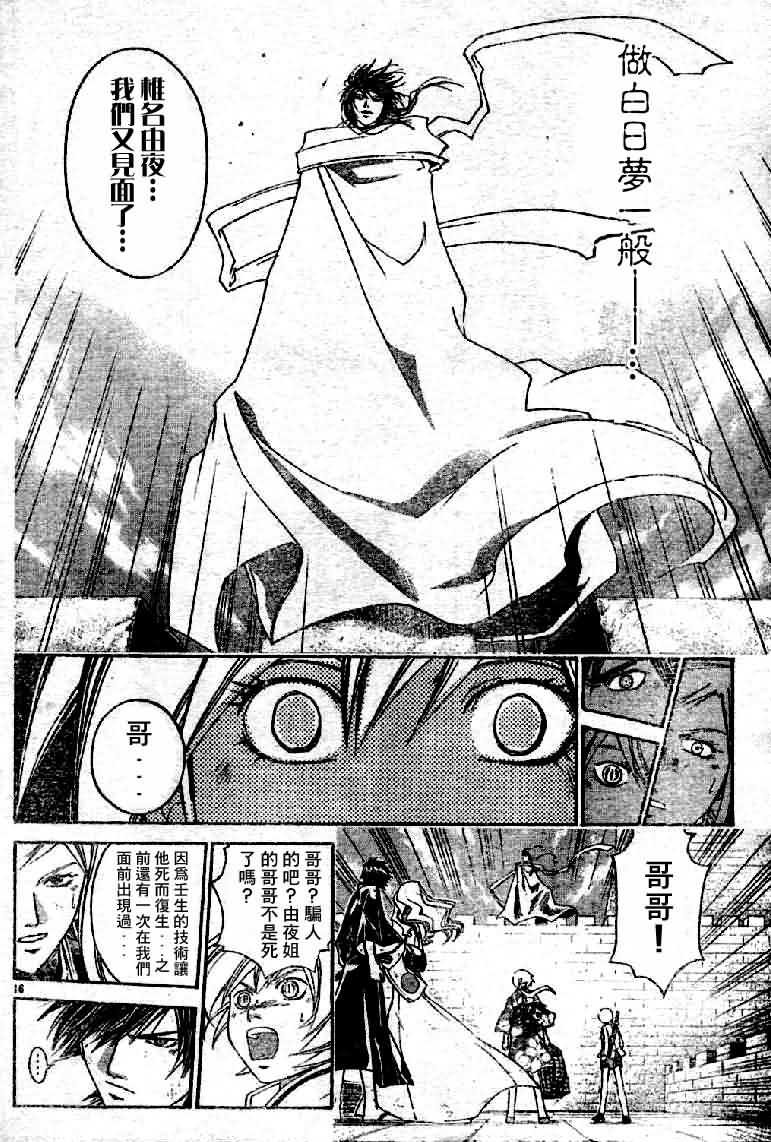 做白日夢一般——…
椎名由夜…
我們又見面了…
哥...
哥哥！
哥哥？騙人
的吧？由夜姐
的哥哥不是死
了嗎？
因爲壬生的技術讓
他死而復生...之
前還有一次在我們
面前出現過...
16
....